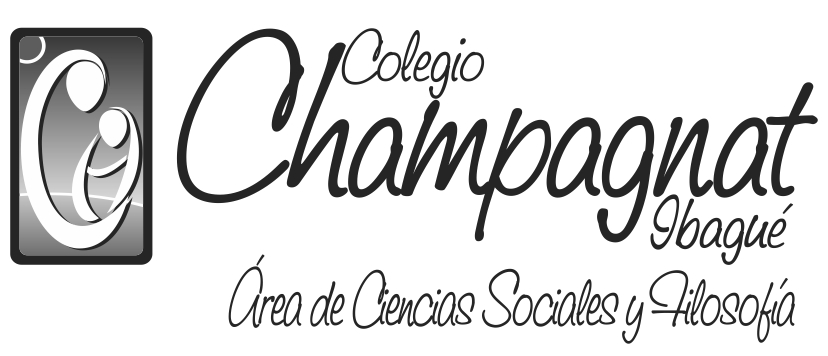 Colegio
Champagnat
Ibagué
Área de Ciencias Sociales y Filosofía